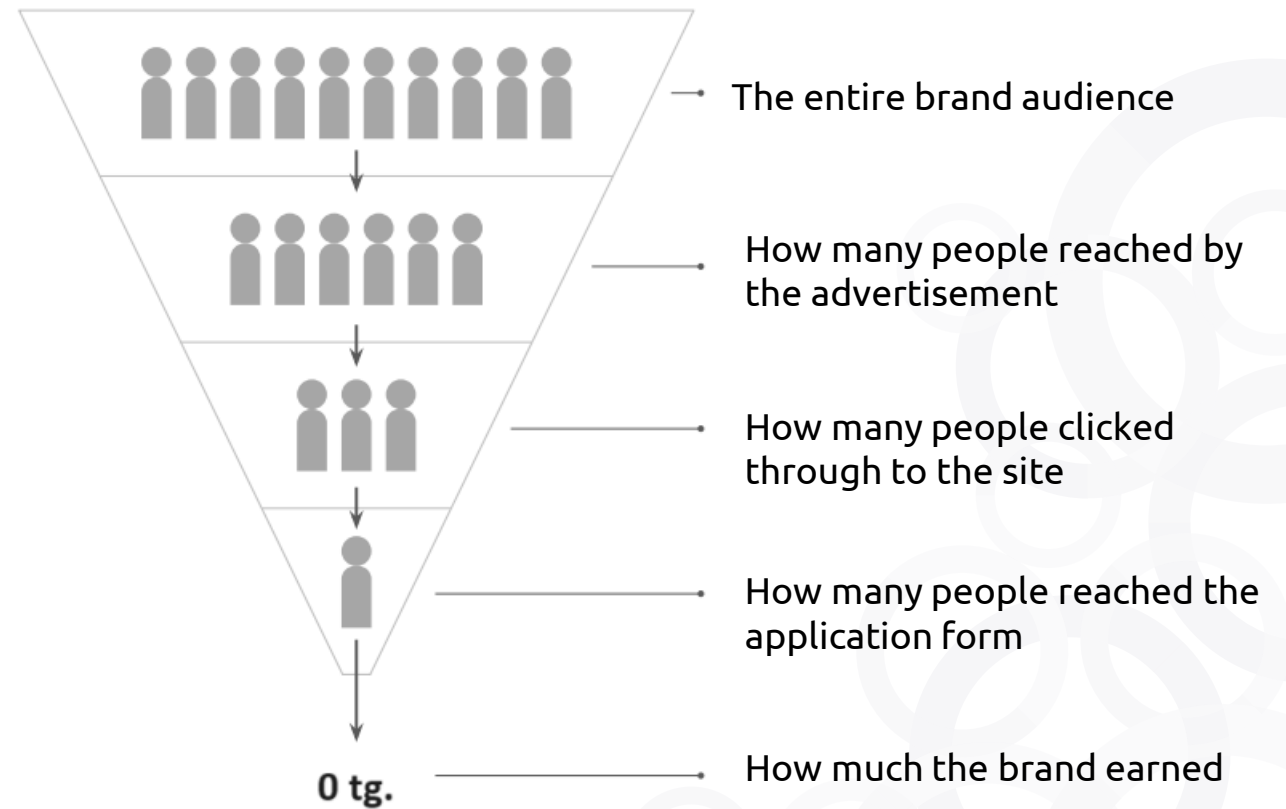 The entire brand audience
How many people reached by
the advertisement
How many people clicked
through to the site
How many people reached the
application form
0 tg.
How much the brand earned